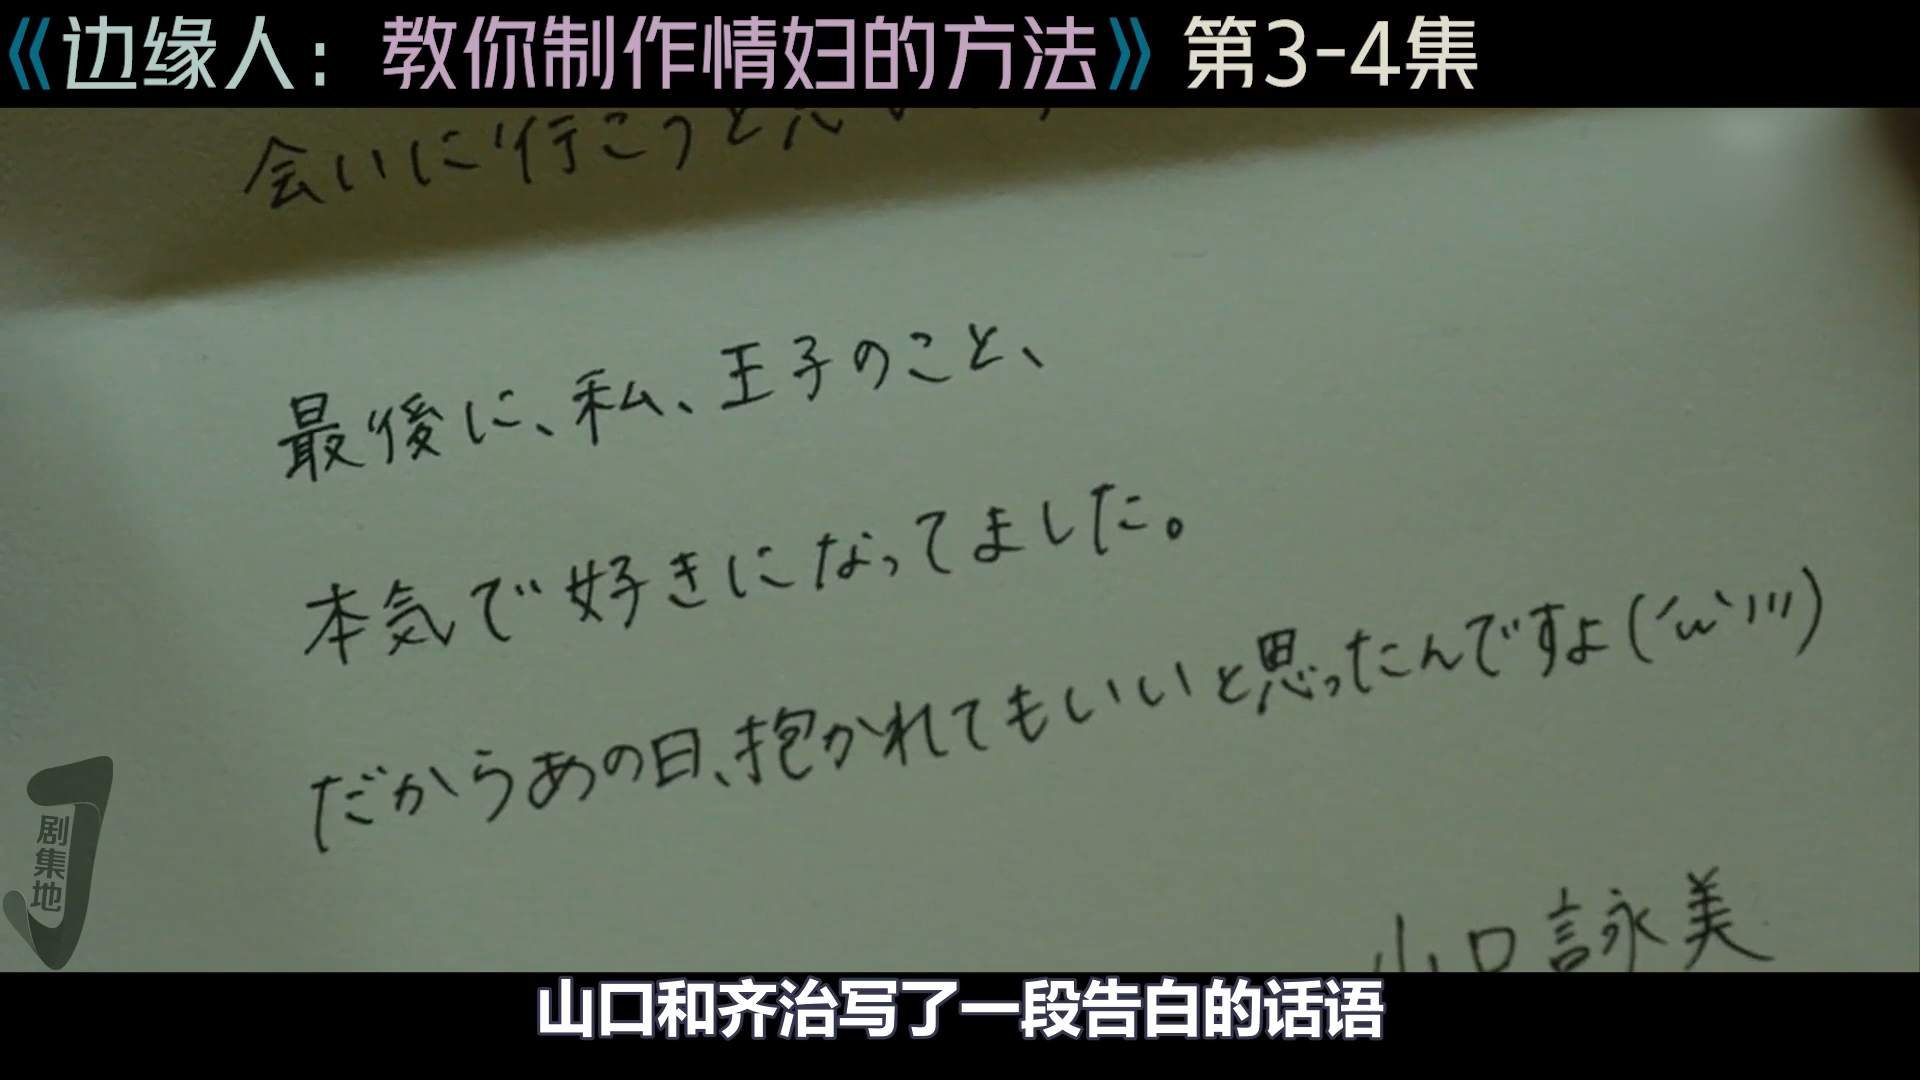 《边缘人：教你制作情妇的方法》第3-4集
会いに行こうと思
最後に、私、王子のこと、
本気で好きになってました。
だからあの日、抱かれてもいいと思ったんですよ(´ω`)))
山口詠美
剧集地
山口和齐治写了一段告白的话语